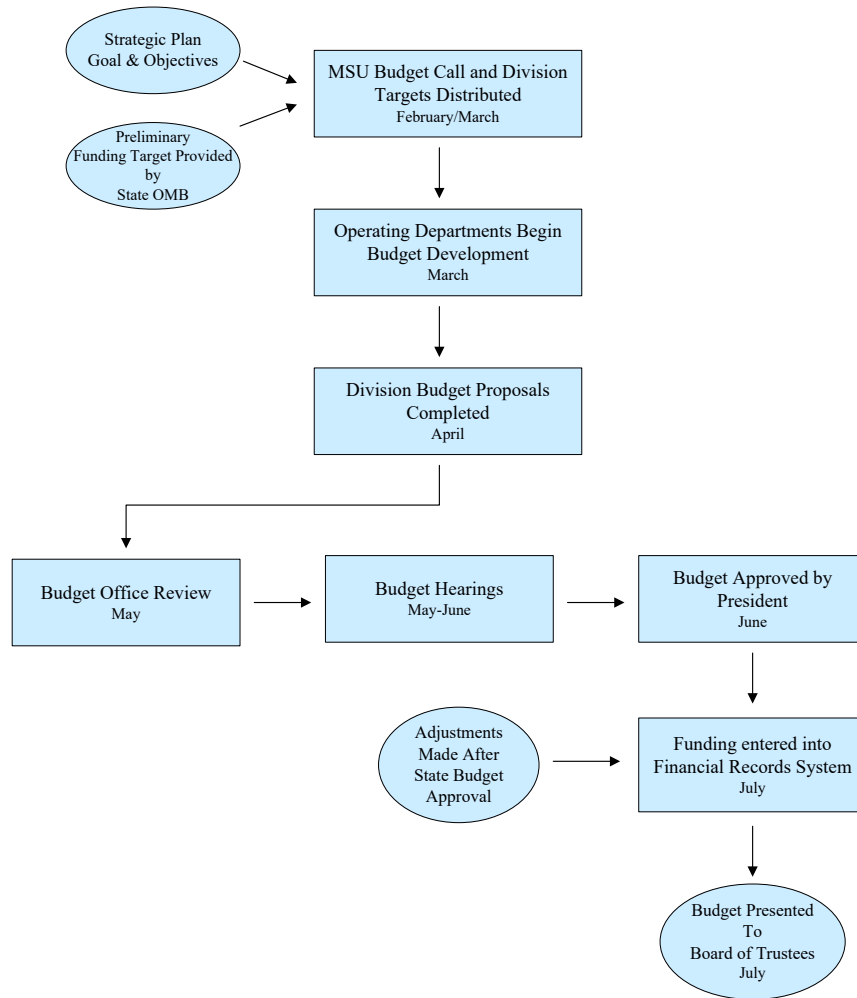 Strategic Plan
Goal & Objectives
MSU Budget Call and Division
Targets Distributed
February/March
Preliminary
Funding Target Provided
by
State OMB
Operating Departments Begin
Budget Development
March
Division Budget Proposals
Completed
April
Budget Office Review
May
Budget Hearings
May-June
Budget Approved by
President
June
Adjustments
Made After
State Budget
Approval
Funding entered into
Financial Records System
July
Budget Presented
To
Board of Trustees
July